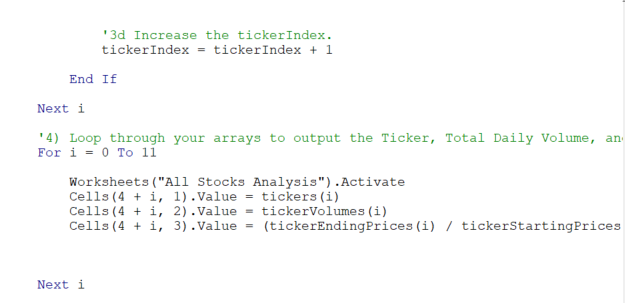 '3d Increase the tickerIndex.
tickerIndex = tickerIndex + 1
End If
Next i
'4) Loop through your arrays to output the Ticker, Total Daily Volume, an
For i = 0 To 11
Worksheets("All Stocks Analysis").Activate
Cells(4 + i, 1).Value = tickers(i)
Cells(4 + i, 2).Value = tickerVolumes(i)
Cells(4 + i, 3).Value = (tickerEndingPrices(i) / tickerStartingPrices
Next i